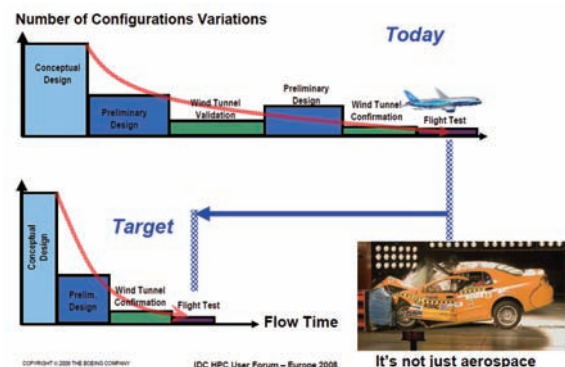 Number of Configurations Variations
Today
Conceptual
Design
Preliminary
Design
Wind Tunnel
Validation
Preliminary
Design
Wind Tunnel
Confirmation
Flight Test
Target
Conceptual
Design
Prelim.
Design
Wind Tunnel
Confirmation
Flight Test
Flow Time
COPYRIGHT © 2008 THE BOEING COMPANY
IDC HPC User Forum – Europe 2008
It's not just aerospace